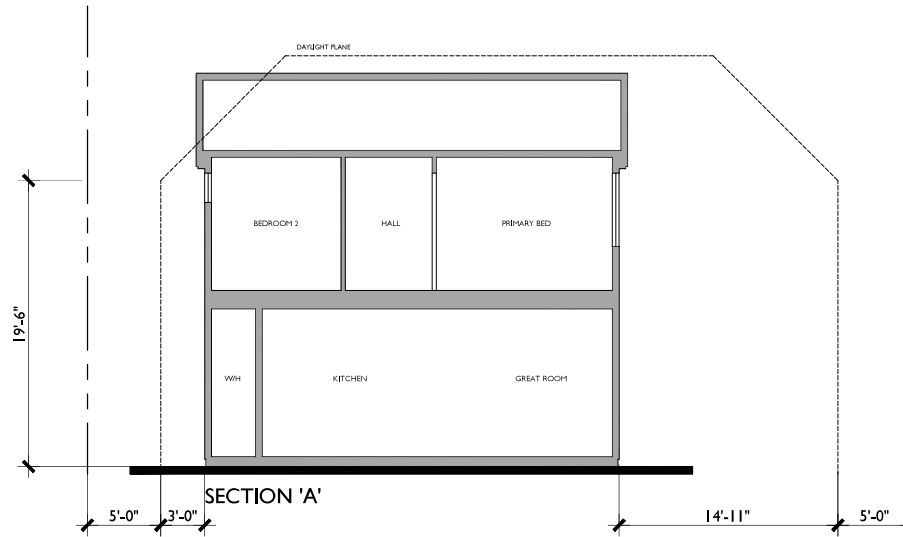 DAYLIGHT PLANE
BEDROOM 2
HALL
PRIMARY BED
19'-6"
W/H
KITCHEN
GREAT ROOM
SECTION 'A'
5'-0"
3'-0"
14'-11"
5'-0"